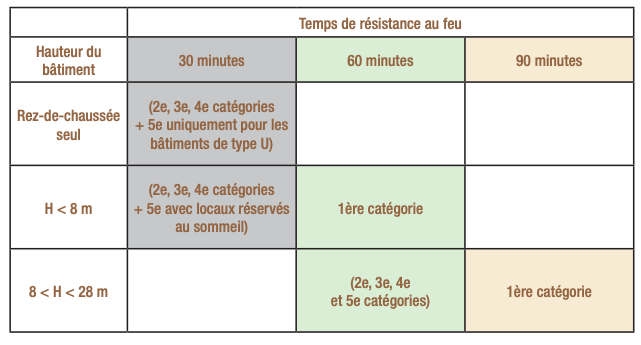 Temps de résistance au feu
Hauteur du
bâtiment
30 minutes
60 minutes
90 minutes
Rez-de-chaussée
seul
(2e, 3e, 4e catégories
+ 5e uniquement pour les
bâtiments de type U)
H < 8 m
(2e, 3e, 4e catégories
+ 5e avec locaux réservés
au sommeil)
1ère catégorie
8 < H < 28 m
(2e, 3e, 4e
et 5e catégories)
1ère catégorie